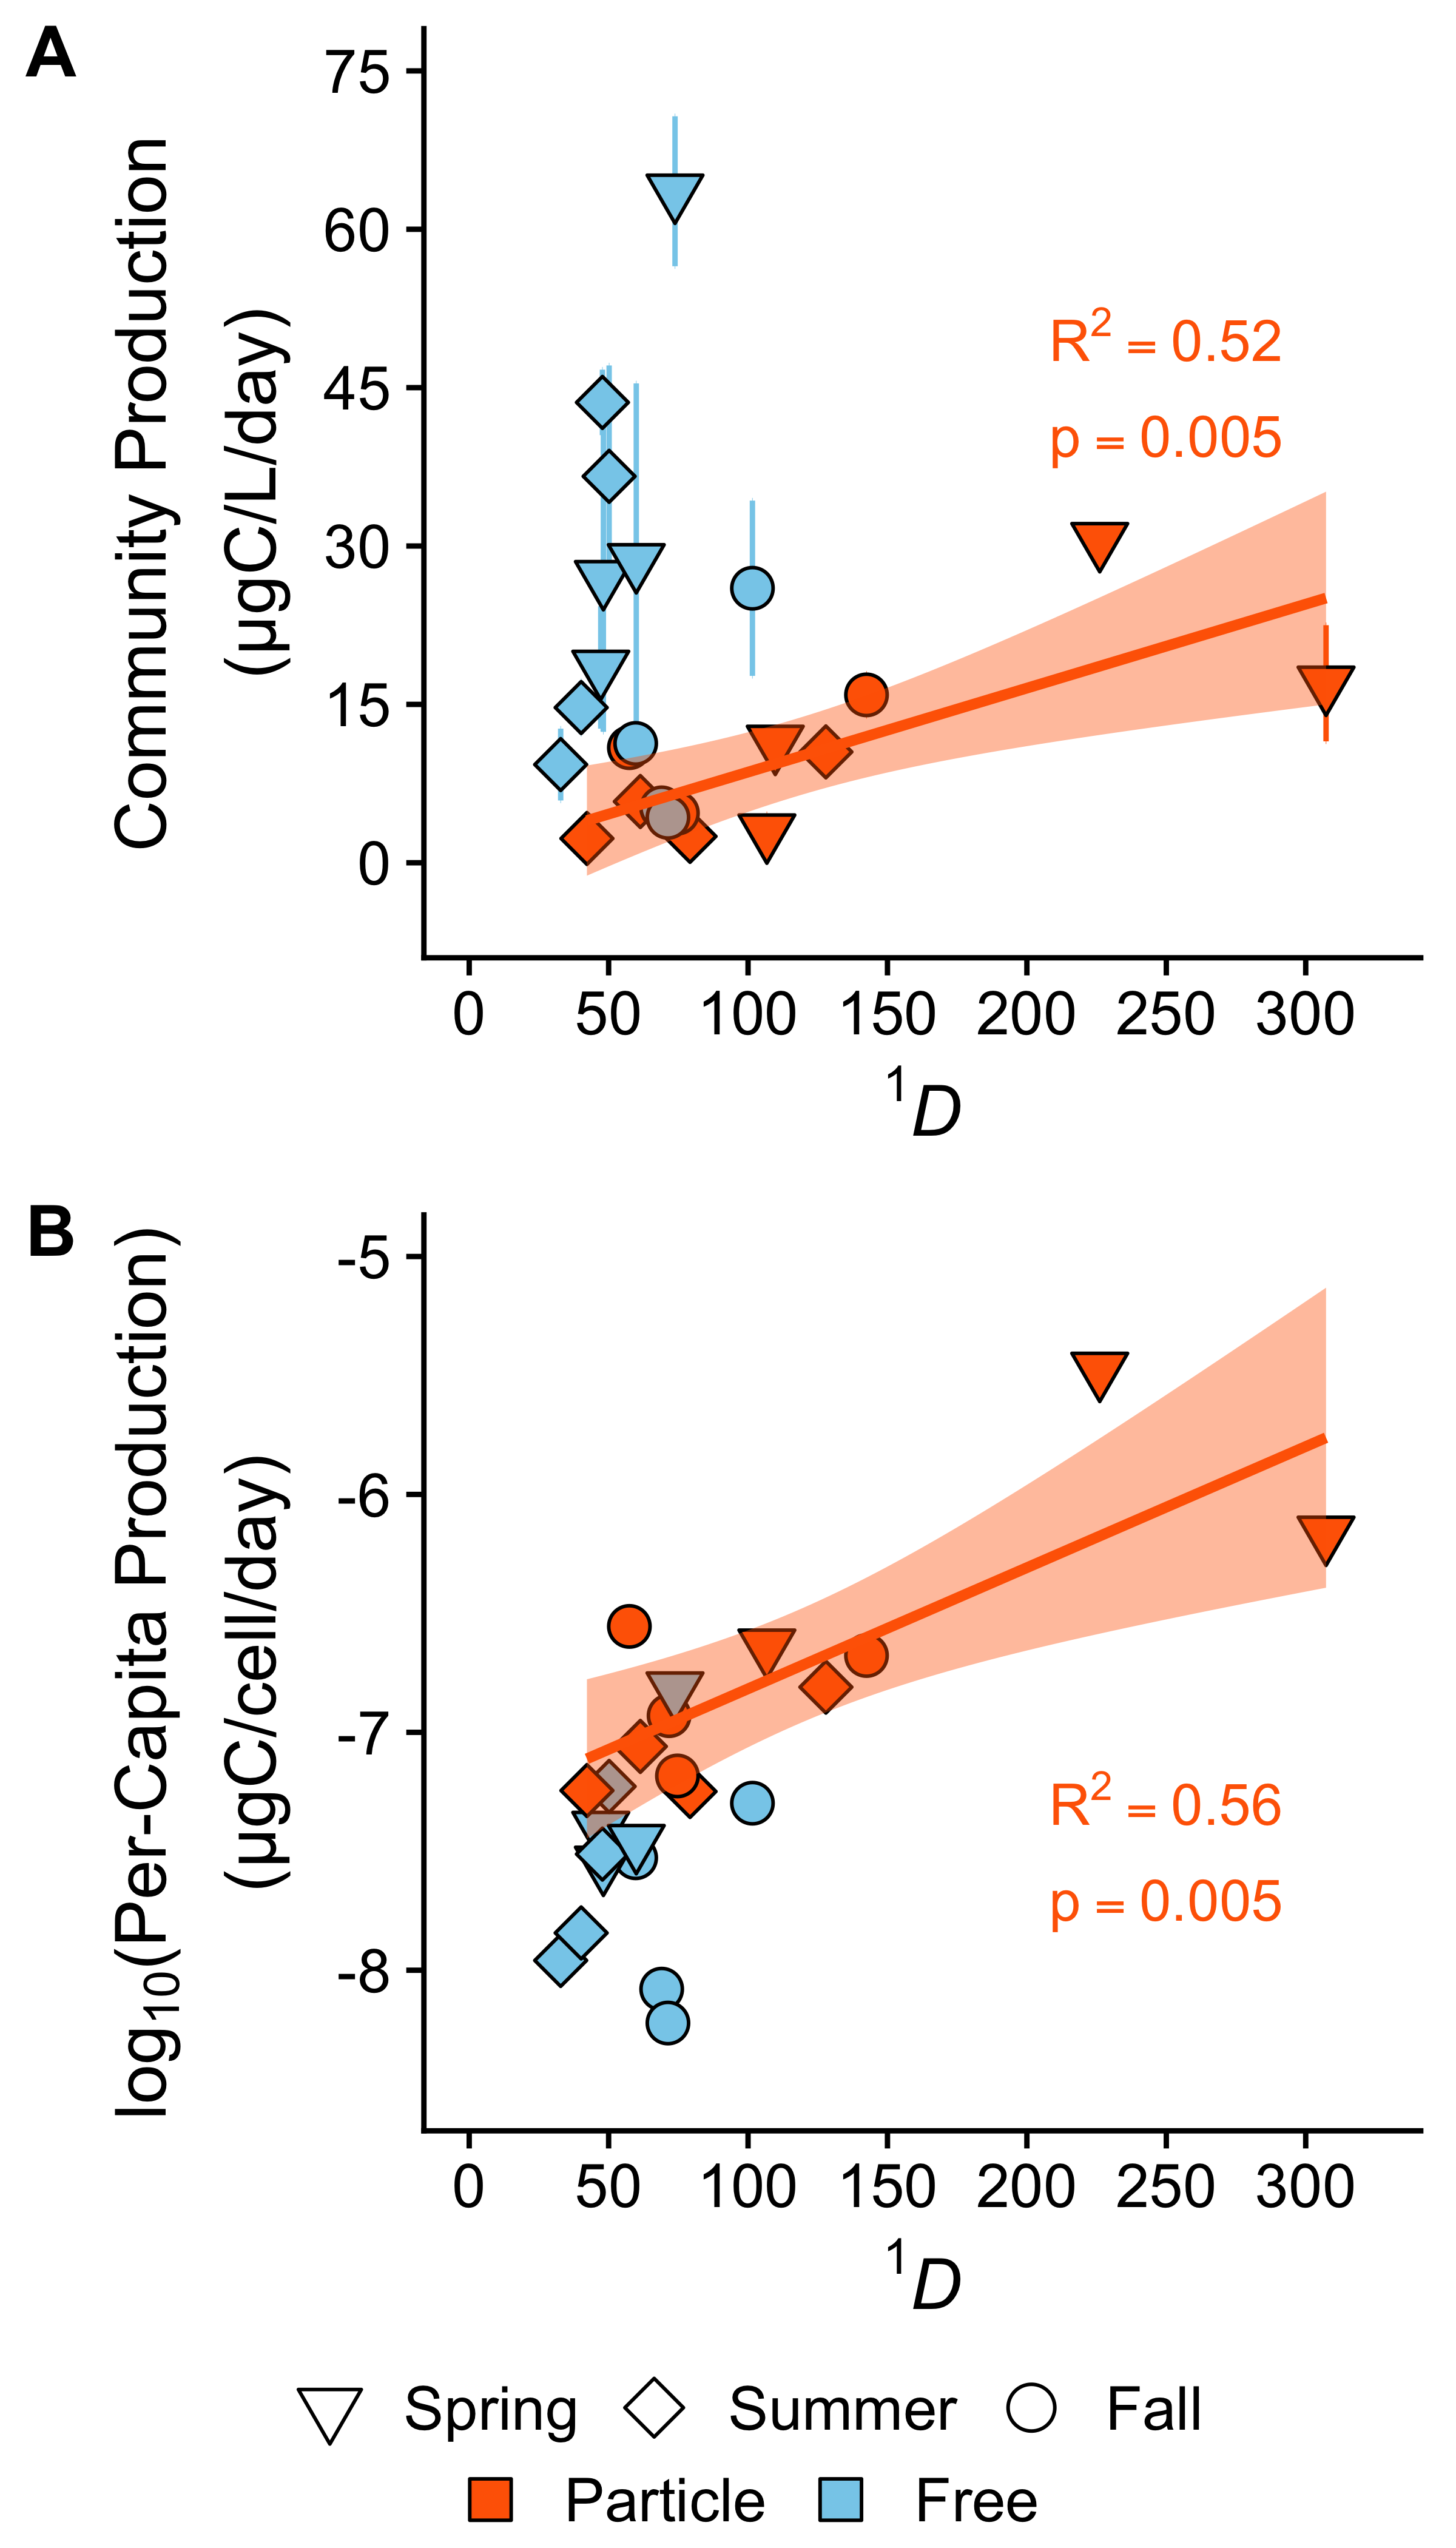 A
Community Production
(µgC/L/day)
75
60
45
30
15
0
R² = 0.52
p = 0.005
0 50 100 150 200 250 300
¹D
B
log₁₀(Per-Capita Production)
(µgC/cell/day)
-5
-6
-7
-8
R² = 0.56
p = 0.005
0 50 100 150 200 250 300
¹D
Spring Summer Fall
Particle Free